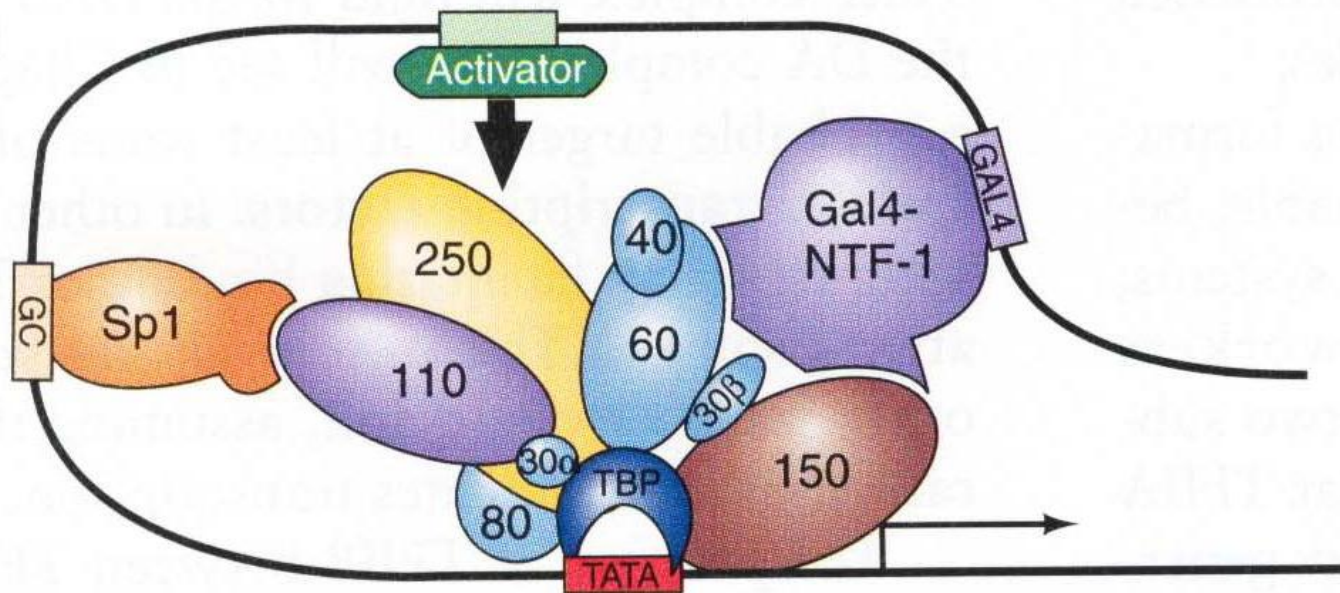 Activator
GAL4
40
Gal4-
NTF-1
250
GC
Sp1
60
110
30β
30α
TBP
150
80
TATA